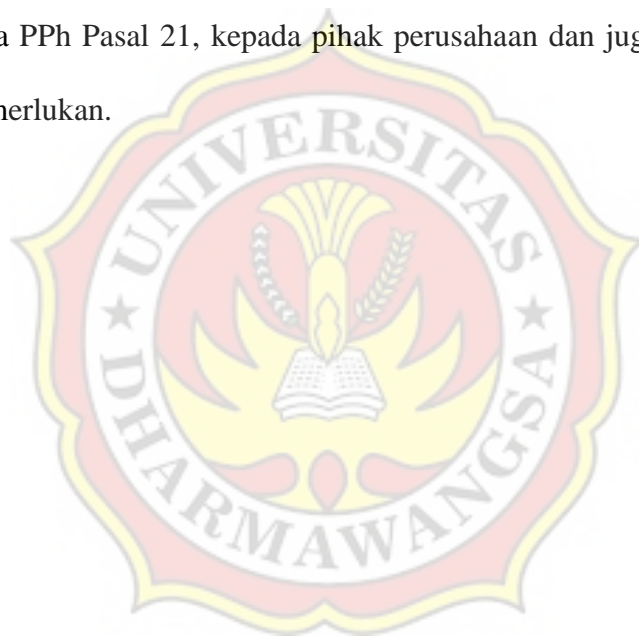 a PPh Pasal 21, kepada pihak perusahaan dan jug
nerlukan.
UNIVERSITAS
DHARMAWANGSA